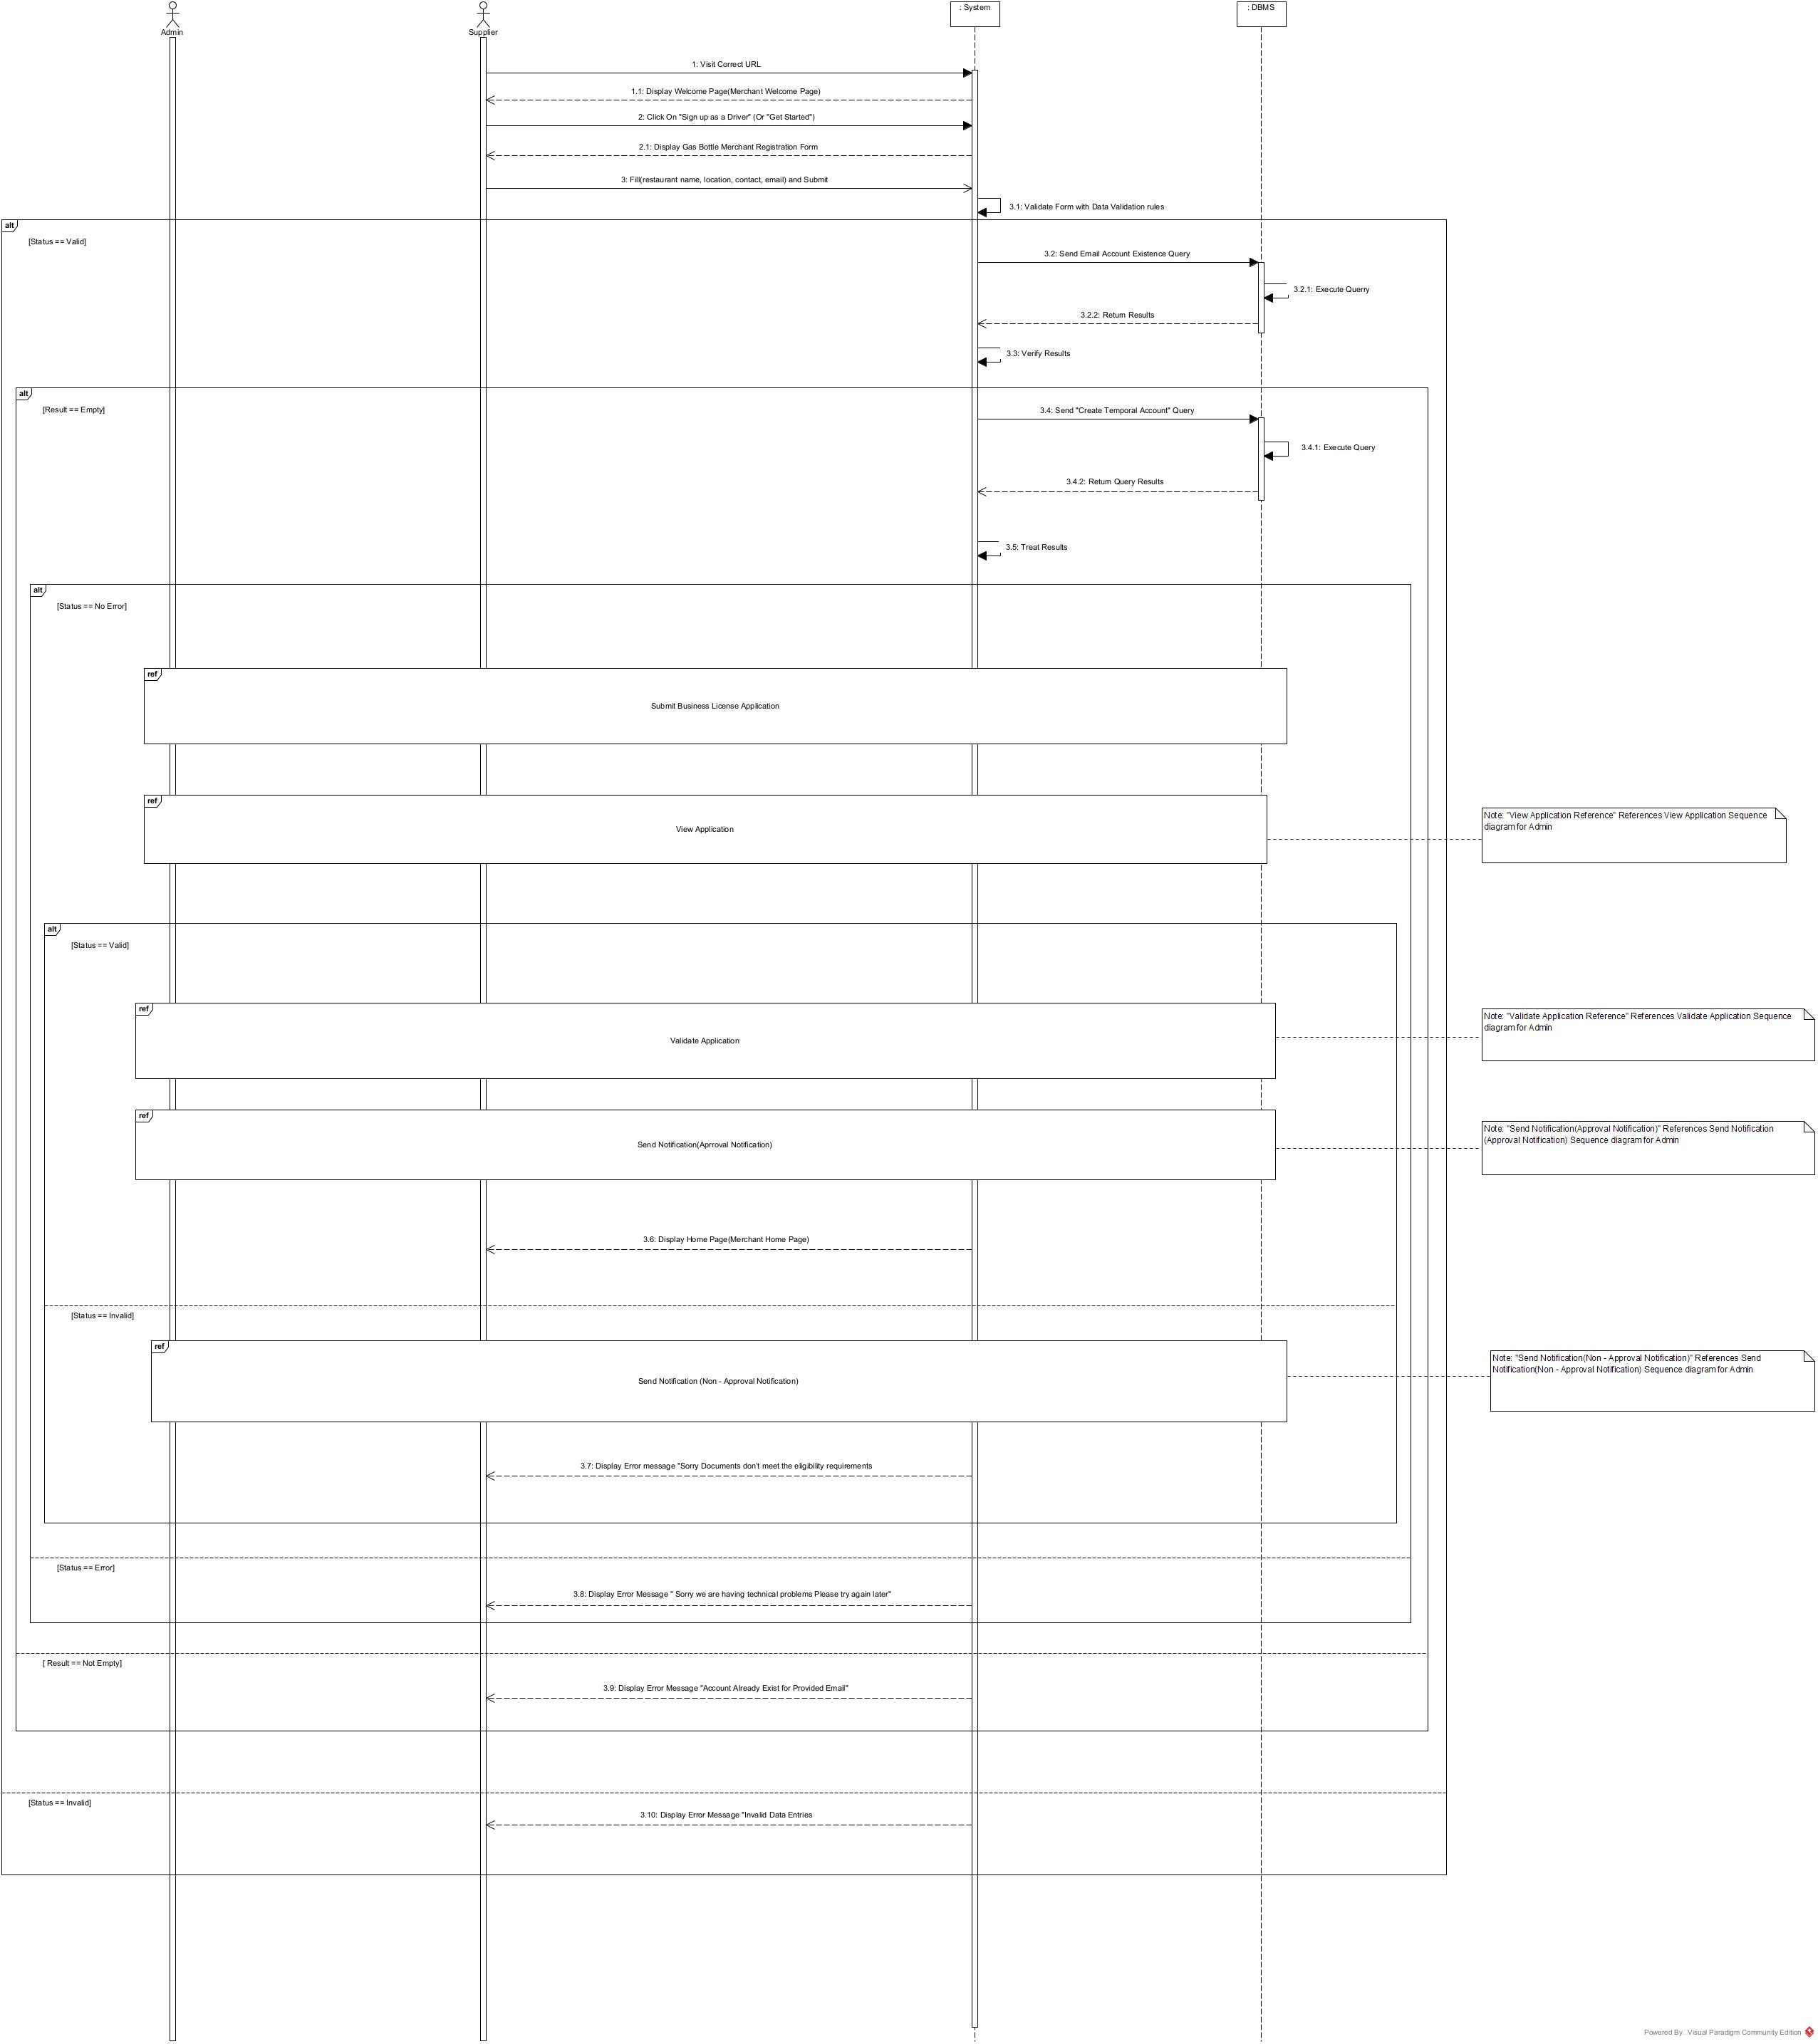 Admin
Supplier
: System
: DBMS
1: Visit Correct URL
1.1: Display Welcome Page(Merchant Welcome Page)
2: Click On "Sign up as a Driver" (Or "Get Started")
2.1: Display Gas Bottle Merchant Registration Form
3: Fill(restaurant name, location, contact, email) and Submit
3.1: Validate Form with Data Validation rules
alt
[Status == Valid]
3.2: Send Email Account Existence Query
3.2.1: Execute Querry
3.2.2: Return Results
3.3: Verify Results
alt
[Result == Empty]
3.4: Send "Create Temporal Account" Query
3.4.1: Execute Query
3.4.2: Return Query Results
3.5: Treat Results
alt
[Status == No Error]
ref
Submit Business License Application
ref
View Application
Note: "View Application Reference" References View Application Sequence
diagram for Admin
alt
[Status == Valid]
ref
Validate Application
Note: "Validate Application Reference" References Validate Application Sequence
diagram for Admin
ref
Send Notification(Aprroval Notification)
Note: "Send Notification(Approval Notification)" References Send Notification
(Approval Notification) Sequence diagram for Admin
3.6: Display Home Page(Merchant Home Page)
[Status == Invalid]
ref
Send Notification (Non - Approval Notification)
Note: "Send Notification(Non - Approval Notification)" References Send
Notification(Non - Approval Notification) Sequence diagram for Admin
3.7: Display Error message "Sorry Documents don't meet the eligibility requirements
[Status == Error]
3.8: Display Error Message " Sorry we are having technical problems Please try again later"
[ Result == Not Empty]
3.9: Display Error Message "Account Already Exist for Provided Email"
[Status == Invalid]
3.10: Display Error Message "Invalid Data Entries
Powered By: Visual Paradigm Community Edition